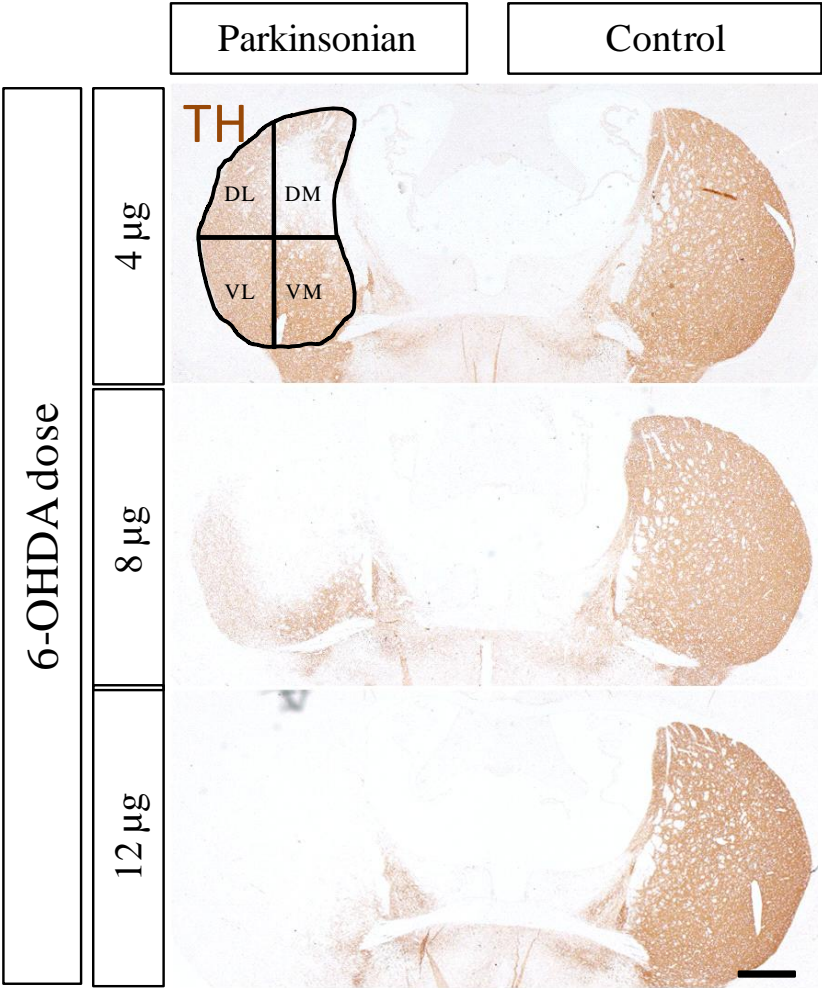 Parkinsonian
Control
6-OHDA dose
4 µg
TH
DL
DM
VL
VM
8 µg
12 µg